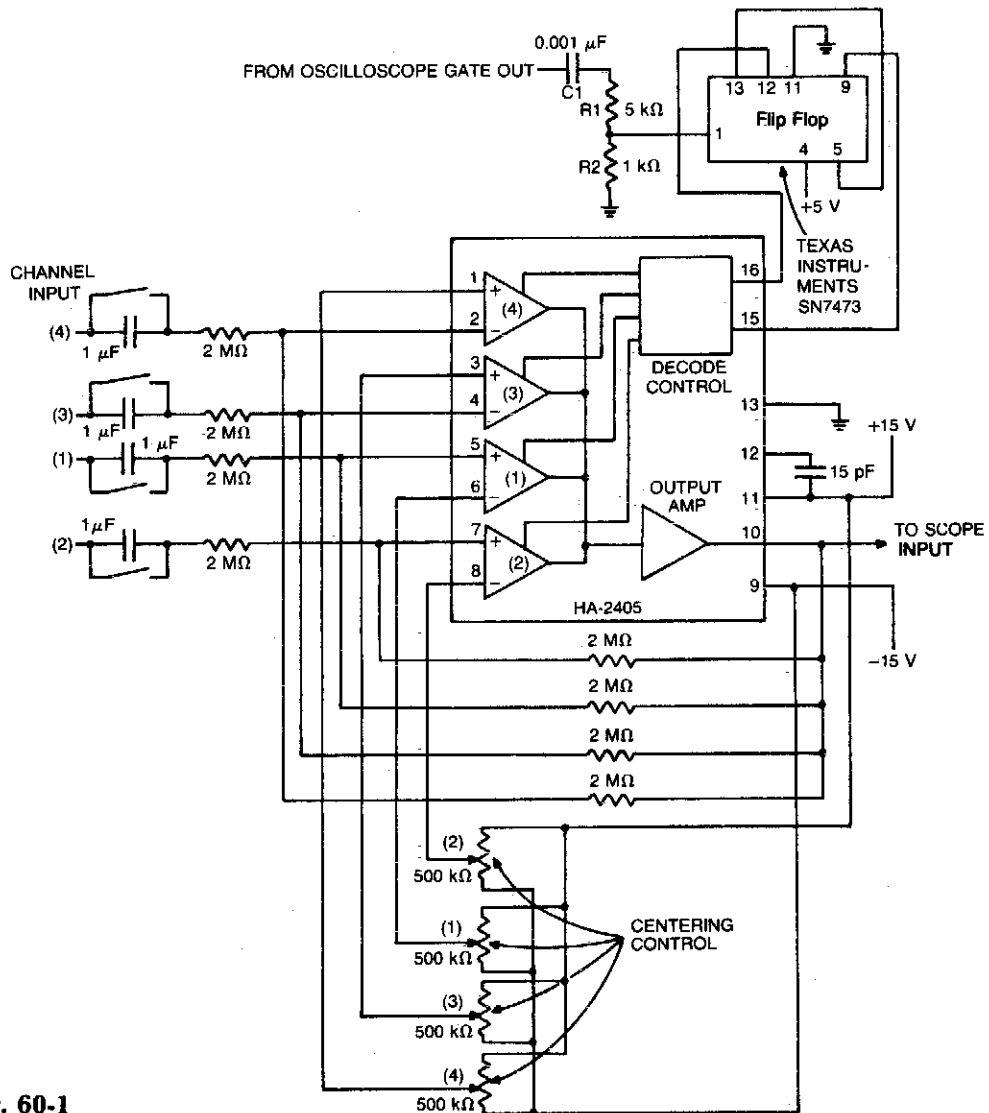 0.001 μF
FROM OSCILLOSCOPE GATE OUT
C1
R1
5 kΩ
R2
1 kΩ
13
12
11
9
Flip Flop
1
4
5
+5 V
TEXAS
INSTRU-
MENTS
SN7473
CHANNEL
INPUT
(4)
1 μF
2 MΩ
(3)
1 μF
2 MΩ
1 μF
(1)
2 MΩ
1μF
(2)
2 MΩ
1
+
2
−
(4)
3
+
4
−
(3)
5
+
6
−
(1)
7
+
8
−
(2)
DECODE
CONTROL
16
15
13
12
11
10
9
OUTPUT
AMP
HA-2405
+15 V
15 pF
TO SCOPE
INPUT
−15 V
2 MΩ
2 MΩ
2 MΩ
2 MΩ
(2)
500 kΩ
(1)
500 kΩ
(3)
500 kΩ
(4)
500 kΩ
CENTERING
CONTROL
60-1